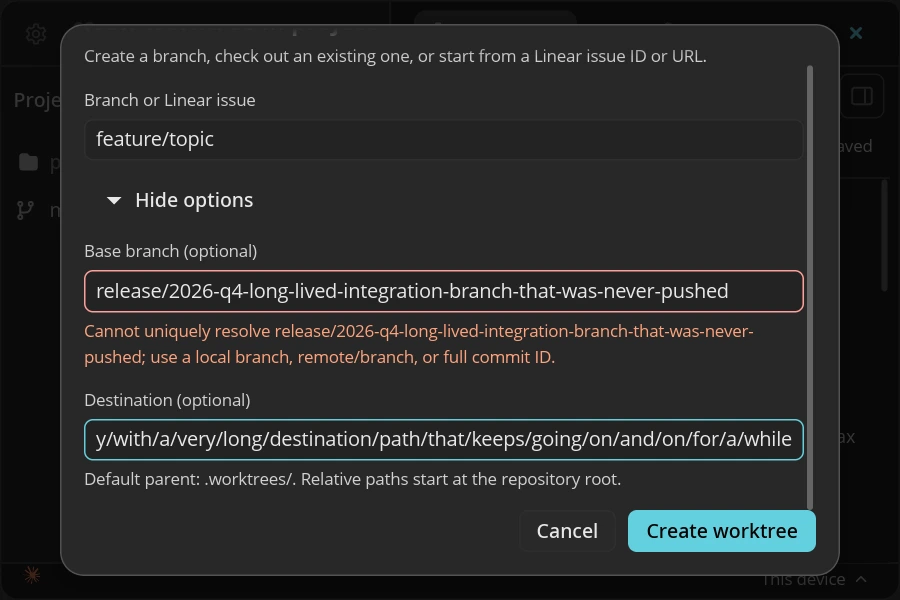 Create a branch, check out an existing one, or start from a Linear issue ID or URL.
Proje
Branch or Linear issue
feature/topic
aved
Hide options
Base branch (optional)
release/2026-q4-long-lived-integration-branch-that-was-never-pushed
Cannot uniquely resolve release/2026-q4-long-lived-integration-branch-that-was-never-
pushed; use a local branch, remote/branch, or full commit ID.
Destination (optional)
y/with/a/very/long/destination/path/that/keeps/going/on/and/on/for/a/while
ax
Default parent: .worktrees/. Relative paths start at the repository root.
Cancel
Create worktree
This device